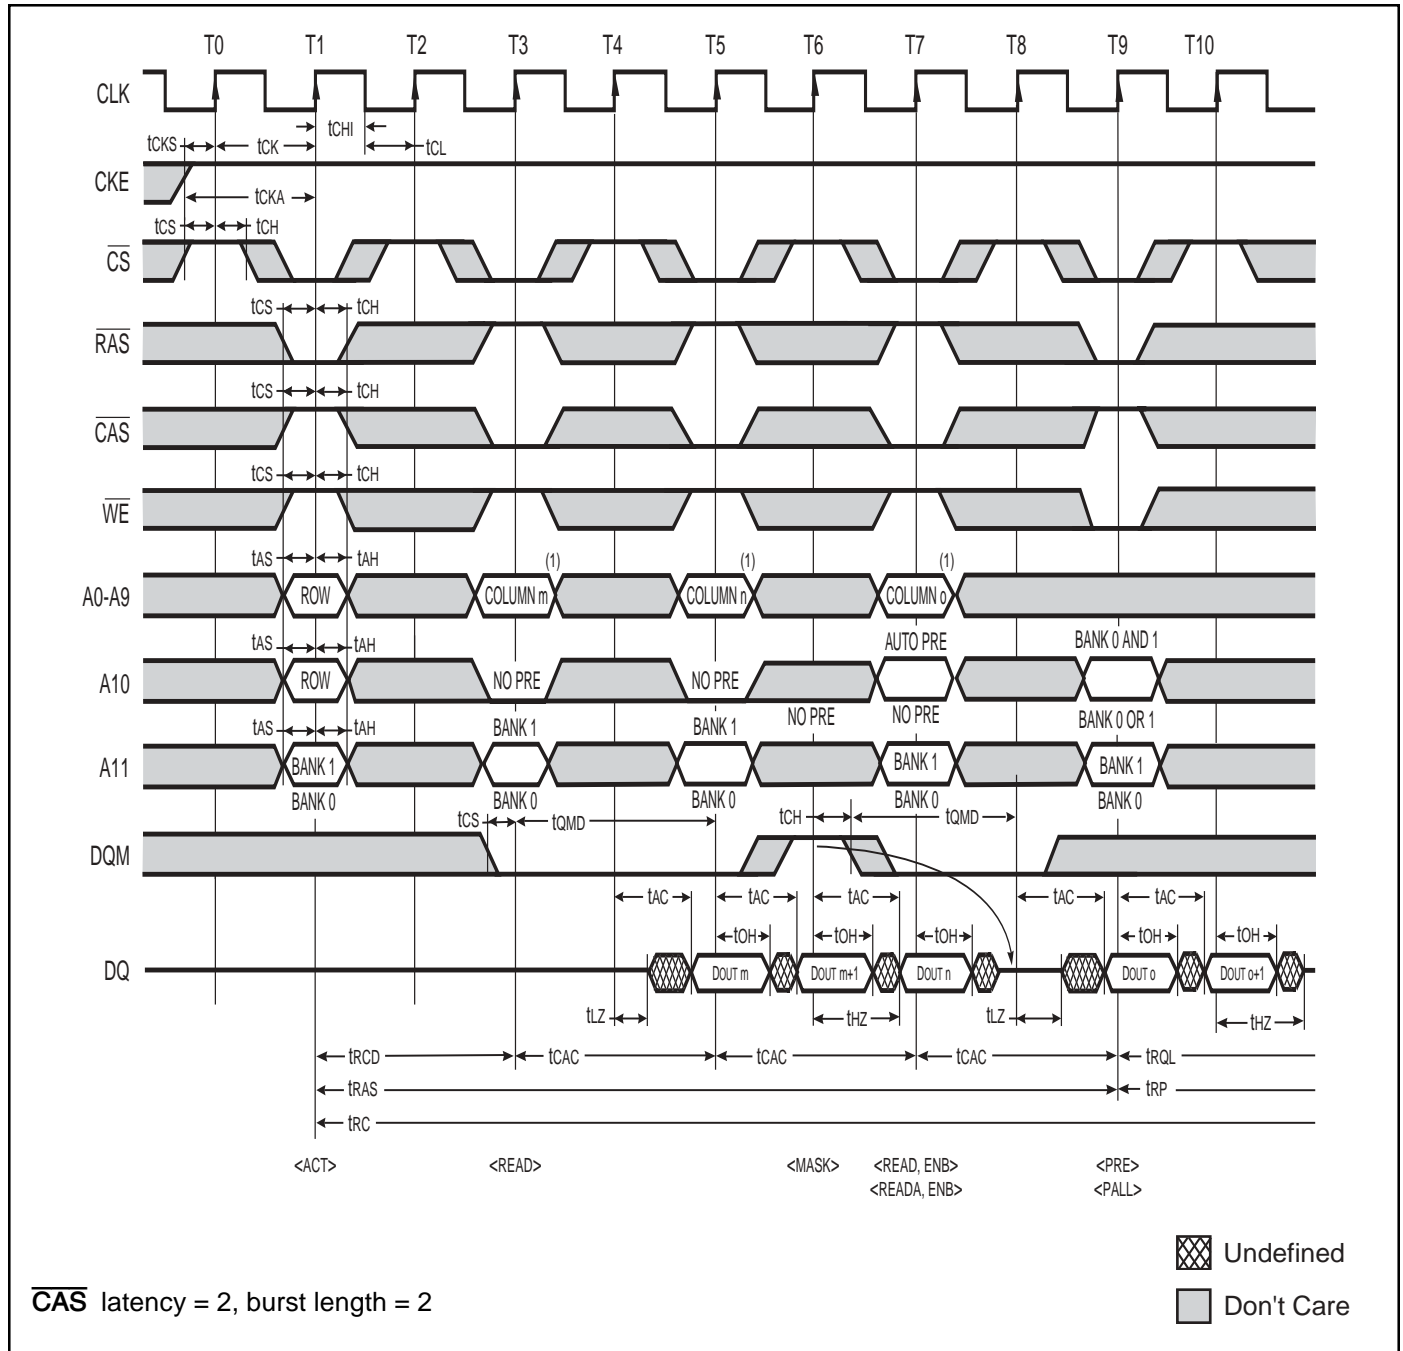 T0 T1 T2 T3 T4 T5 T6 T7 T8 T9 T10
CLK
tCHI
tCKS tCK tCL
CKE
tCKA
tCS tCH
CS
tCS tCH
RAS
tCS tCH
CAS
tCS tCH
WE
tAS tAH (1) (1) (1)
A0-A9 ROW COLUMN m COLUMN n COLUMN o
tAS tAH AUTO PRE BANK 0 AND 1
A10 ROW NO PRE NO PRE
NO PRE NO PRE BANK 0 OR 1
tAS tAH BANK 1 BANK 1
A11 BANK 1 BANK 1 BANK 1
BANK 0 BANK 0 BANK 0 BANK 0 BANK 0
tCS tQMD tCH tQMD
DQM
tAC tAC tAC tAC tAC
tOH tOH tOH tOH tOH
DQ DOUT m DOUT m+1 DOUT n DOUT o DOUT o+1
tLZ tHZ tLZ tHZ
tRCD tCAC tCAC tCAC tRQL
tRAS tRP
tRC
<ACT> <READ> <MASK> <READ, ENB> <PRE>
<READA, ENB> <PALL>
Undefined
CAS latency = 2, burst length = 2
Don't Care